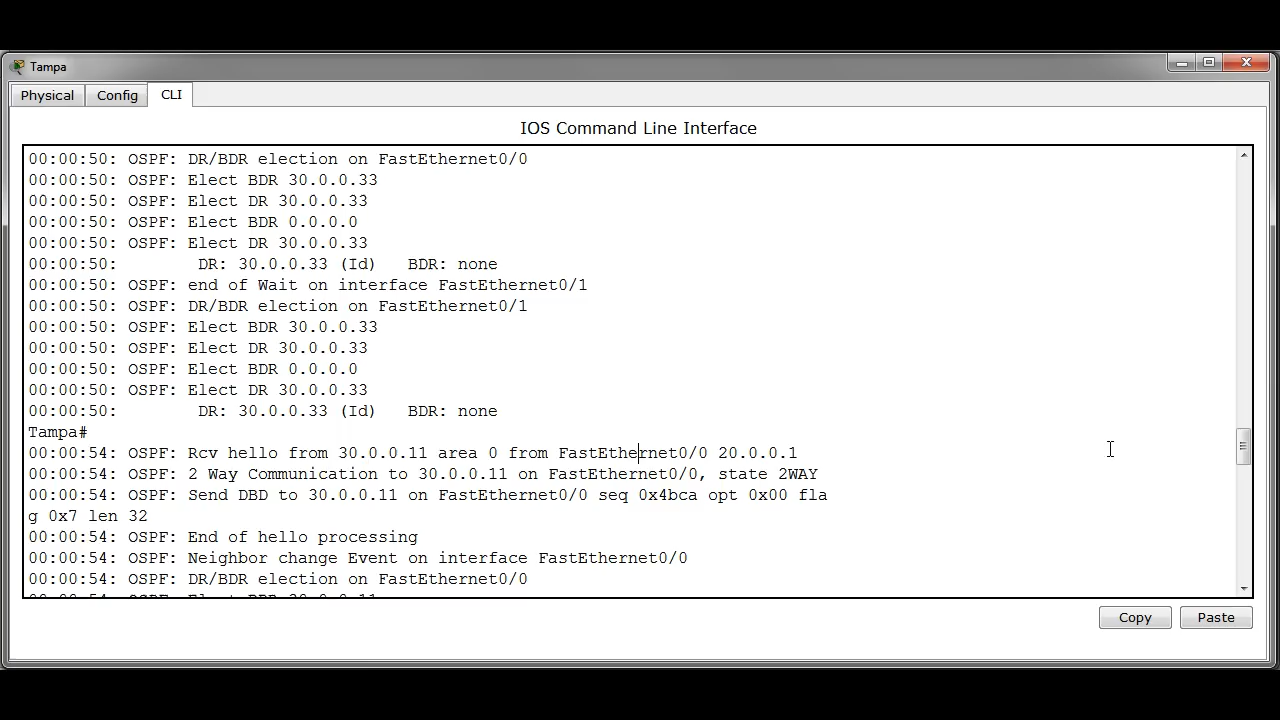 Tampa
Physical Config CLI
IOS Command Line Interface
00:00:50: OSPF: DR/BDR election on FastEthernet0/0
00:00:50: OSPF: Elect BDR 30.0.0.33
00:00:50: OSPF: Elect DR 30.0.0.33
00:00:50: OSPF: Elect BDR 0.0.0.0
00:00:50: OSPF: Elect DR 30.0.0.33
00:00:50:        DR: 30.0.0.33 (Id)   BDR: none
00:00:50: OSPF: end of Wait on interface FastEthernet0/1
00:00:50: OSPF: DR/BDR election on FastEthernet0/1
00:00:50: OSPF: Elect BDR 30.0.0.33
00:00:50: OSPF: Elect DR 30.0.0.33
00:00:50: OSPF: Elect BDR 0.0.0.0
00:00:50: OSPF: Elect DR 30.0.0.33
00:00:50:        DR: 30.0.0.33 (Id)   BDR: none
Tampa#
00:00:54: OSPF: Rcv hello from 30.0.0.11 area 0 from FastEthernet0/0 20.0.0.1
00:00:54: OSPF: 2 Way Communication to 30.0.0.11 on FastEthernet0/0, state 2WAY
00:00:54: OSPF: Send DBD to 30.0.0.11 on FastEthernet0/0 seq 0x4bca opt 0x00 fla
g 0x7 len 32
00:00:54: OSPF: End of hello processing
00:00:54: OSPF: Neighbor change Event on interface FastEthernet0/0
00:00:54: OSPF: DR/BDR election on FastEthernet0/0
00:00:54: OSPF: Elect BDR 30.0.0.11
Copy Paste